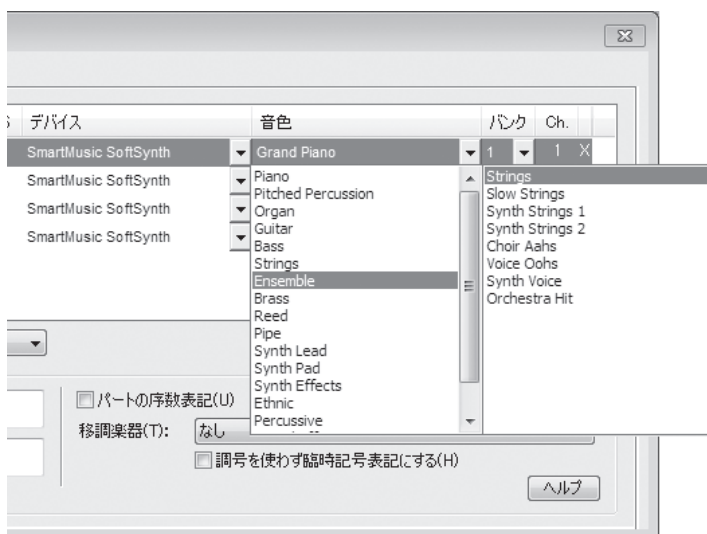 デバイス 音色 バンク Ch.
SmartMusic SoftSynth Grand Piano 1 1 X
SmartMusic SoftSynth
SmartMusic SoftSynth
SmartMusic SoftSynth
Piano
Pitched Percussion
Organ
Guitar
Bass
Strings
Ensemble
Brass
Reed
Pipe
Synth Lead
Synth Pad
Synth Effects
Ethnic
Percussive
Strings
Slow Strings
Synth Strings 1
Synth Strings 2
Choir Aahs
Voice Oohs
Synth Voice
Orchestra Hit
パートの序数表記(U)
移調楽器(T): なし
調号を使わず臨時記号表記にする(H)
ヘルプ